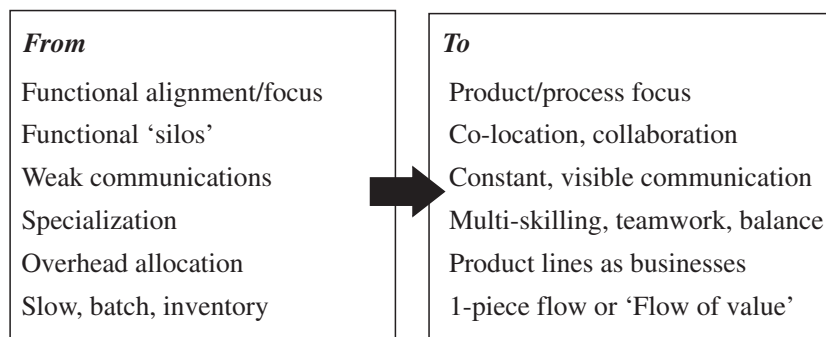 From
Functional alignment/focus
Functional ‘silos’
Weak communications
Specialization
Overhead allocation
Slow, batch, inventory
To
Product/process focus
Co-location, collaboration
Constant, visible communication
Multi-skilling, teamwork, balance
Product lines as businesses
1-piece flow or ‘Flow of value’